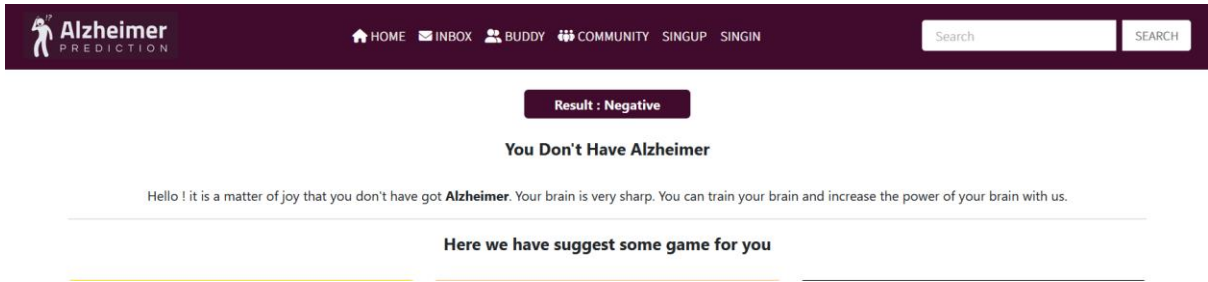 Alzheimer
PREDICTION
HOME INBOX BUDDY COMMUNITY SINGUP SINGIN
Search
SEARCH
Result : Negative
You Don't Have Alzheimer
Hello ! it is a matter of joy that you don't have got Alzheimer. Your brain is very sharp. You can train your brain and increase the power of your brain with us.
Here we have suggest some game for you